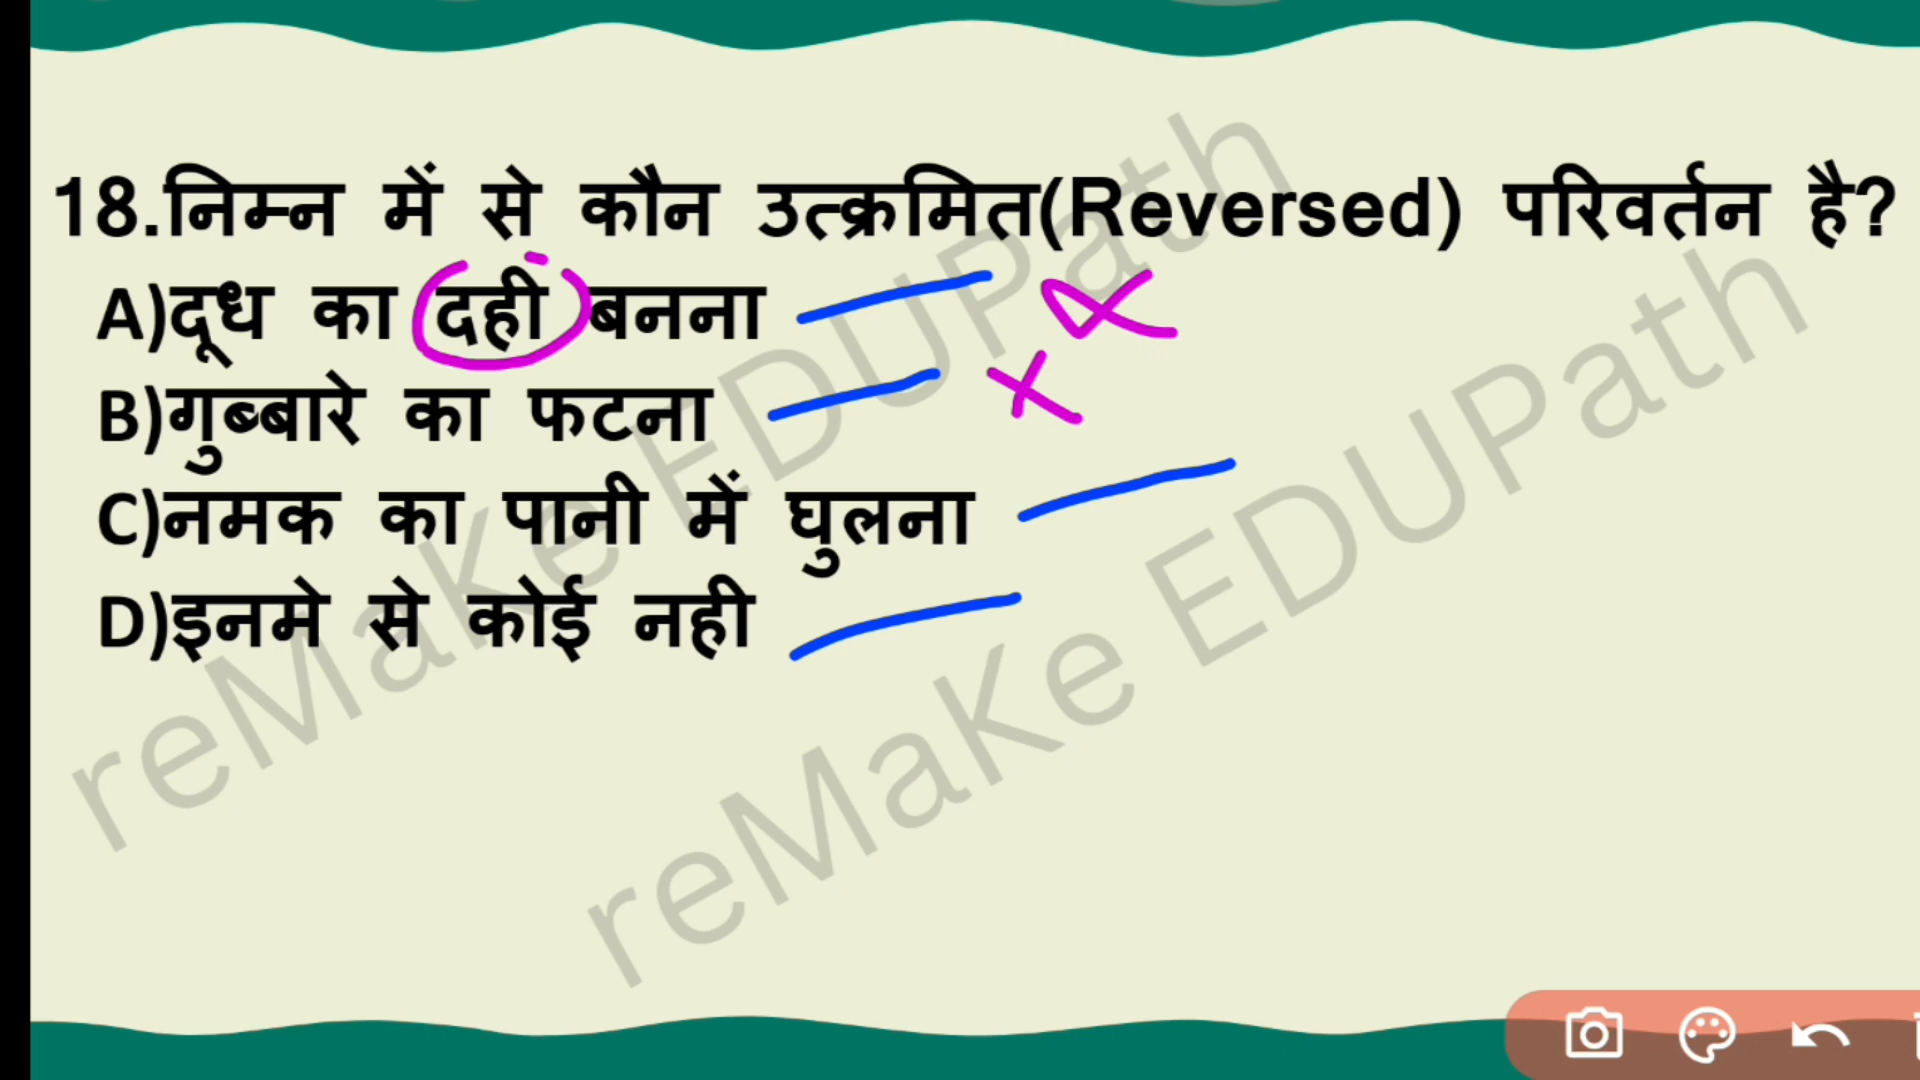 18.निम्न में से कौन उत्क्रमित(Reversed) परिवर्तन है?
A)दूध का दही बनना
B)गुब्बारे का फटना
C)नमक का पानी में घुलना
D)इनमे से कोई नही
reMaKe EDUPath
reMaKe EDUPath